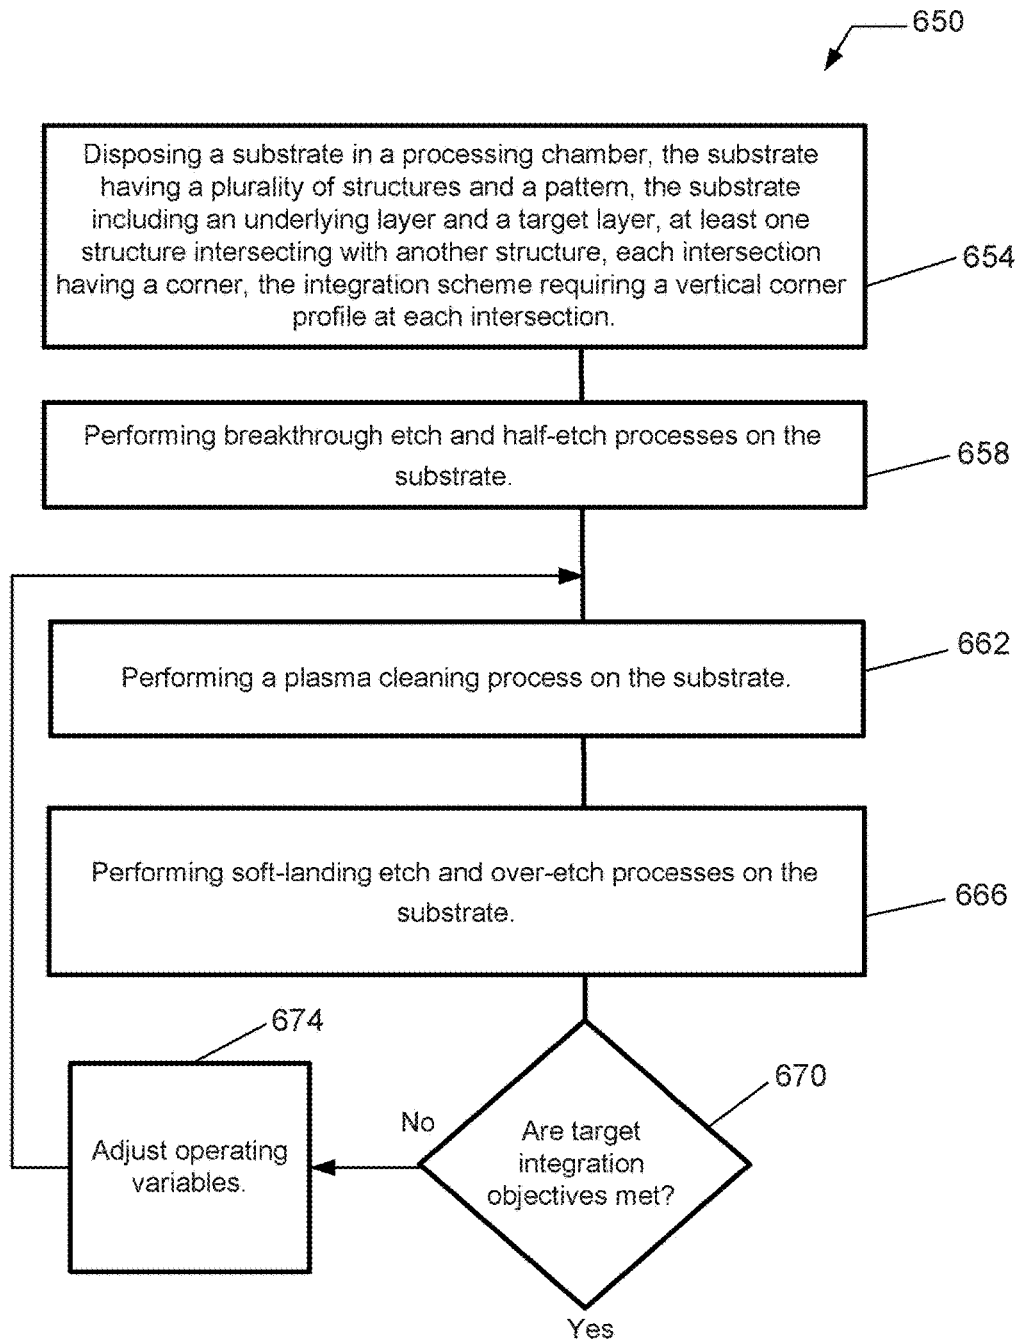 650
Disposing a substrate in a processing chamber, the substrate
having a plurality of structures and a pattern, the substrate
including an underlying layer and a target layer, at least one
structure intersecting with another structure, each intersection
having a corner, the integration scheme requiring a vertical corner
profile at each intersection.
654
Performing breakthrough etch and half-etch processes on the
substrate.
658
Performing a plasma cleaning process on the substrate.
662
Performing soft-landing etch and over-etch processes on the
substrate.
666
674
670
No
Are target
integration
objectives met?
Adjust operating
variables.
Yes